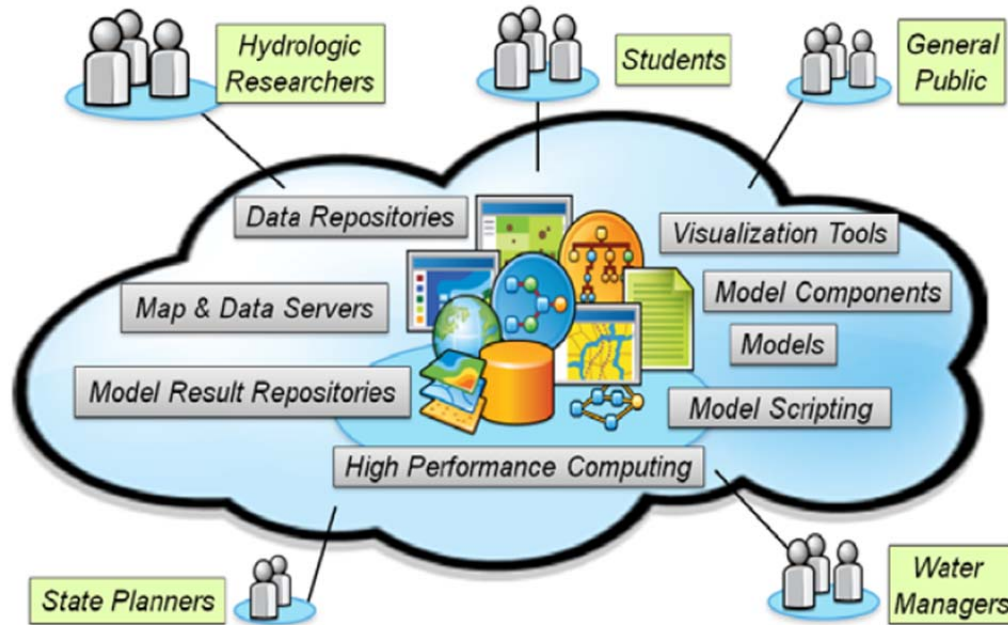 Hydrologic
Researchers
Students
General
Public
Data Repositories
Visualization Tools
Map & Data Servers
Model Components
Models
Model Result Repositories
Model Scripting
High Performance Computing
State Planners
Water
Managers